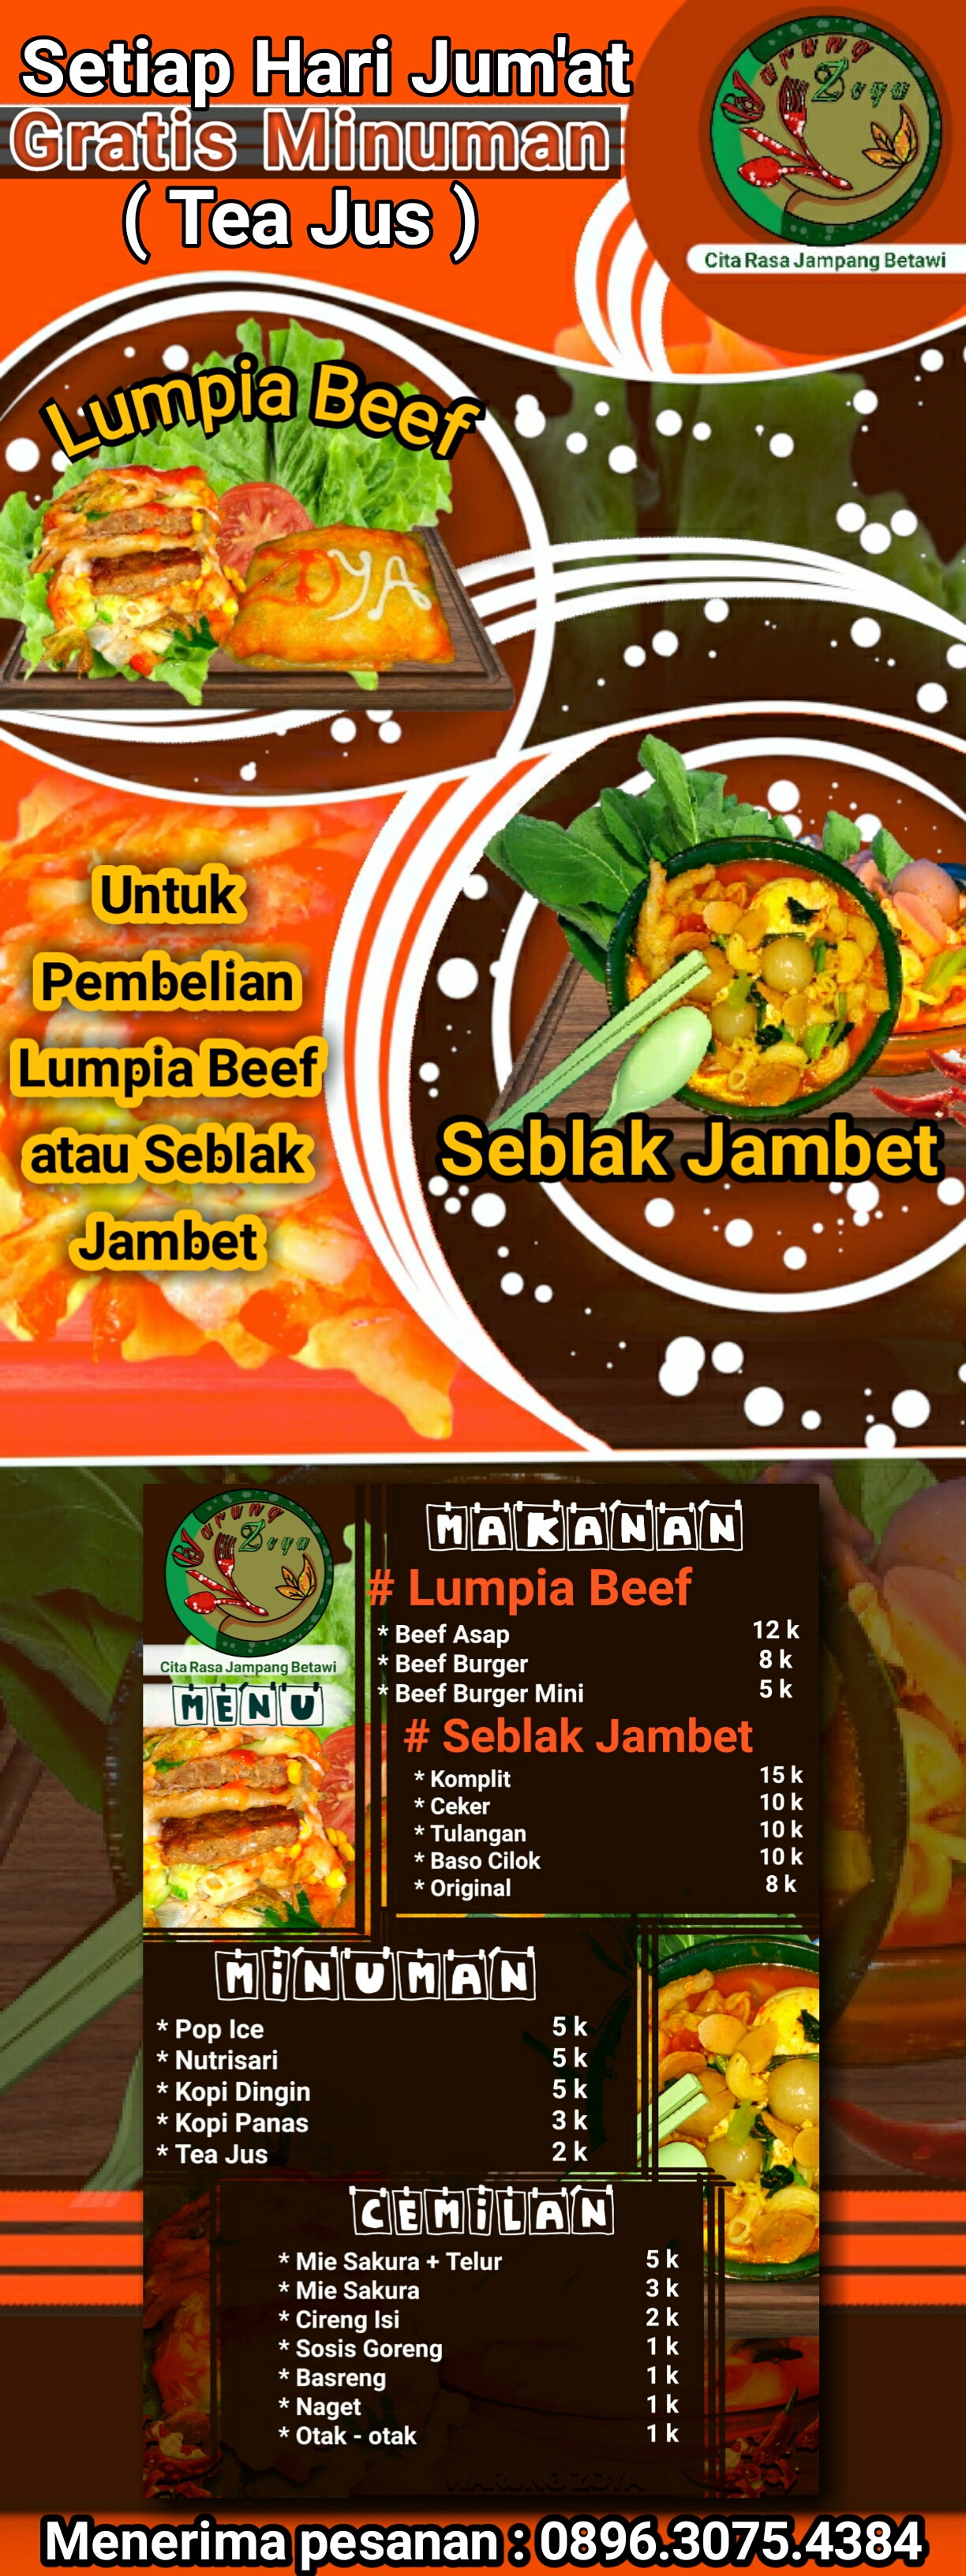 Setiap Hari Jum'at
Gratis Minuman
( Tea Jus )
Warung
Zoya
Cita Rasa Jampang Betawi
Lumpia Beef
ZOYA
Untuk
Pembelian
Lumpia Beef
atau Seblak
Jambet
Seblak Jambet
Warung
Zoya
Cita Rasa Jampang Betawi
MENU
MAKANAN
# Lumpia Beef
* Beef Asap 12 k
* Beef Burger 8 k
* Beef Burger Mini 5 k
# Seblak Jambet
* Komplit 15 k
* Ceker 10 k
* Tulangan 10 k
* Baso Cilok 10 k
* Original 8 k
MiNUMAN
* Pop Ice 5 k
* Nutrisari 5 k
* Kopi Dingin 5 k
* Kopi Panas 3 k
* Tea Jus 2 k
CEMiLAN
* Mie Sakura + Telur 5 k
* Mie Sakura 3 k
* Cireng Isi 2 k
* Sosis Goreng 1 k
* Basreng 1 k
* Naget 1 k
* Otak - otak 1 k
WARUNG ZOYA
Menerima pesanan : 0896.3075.4384